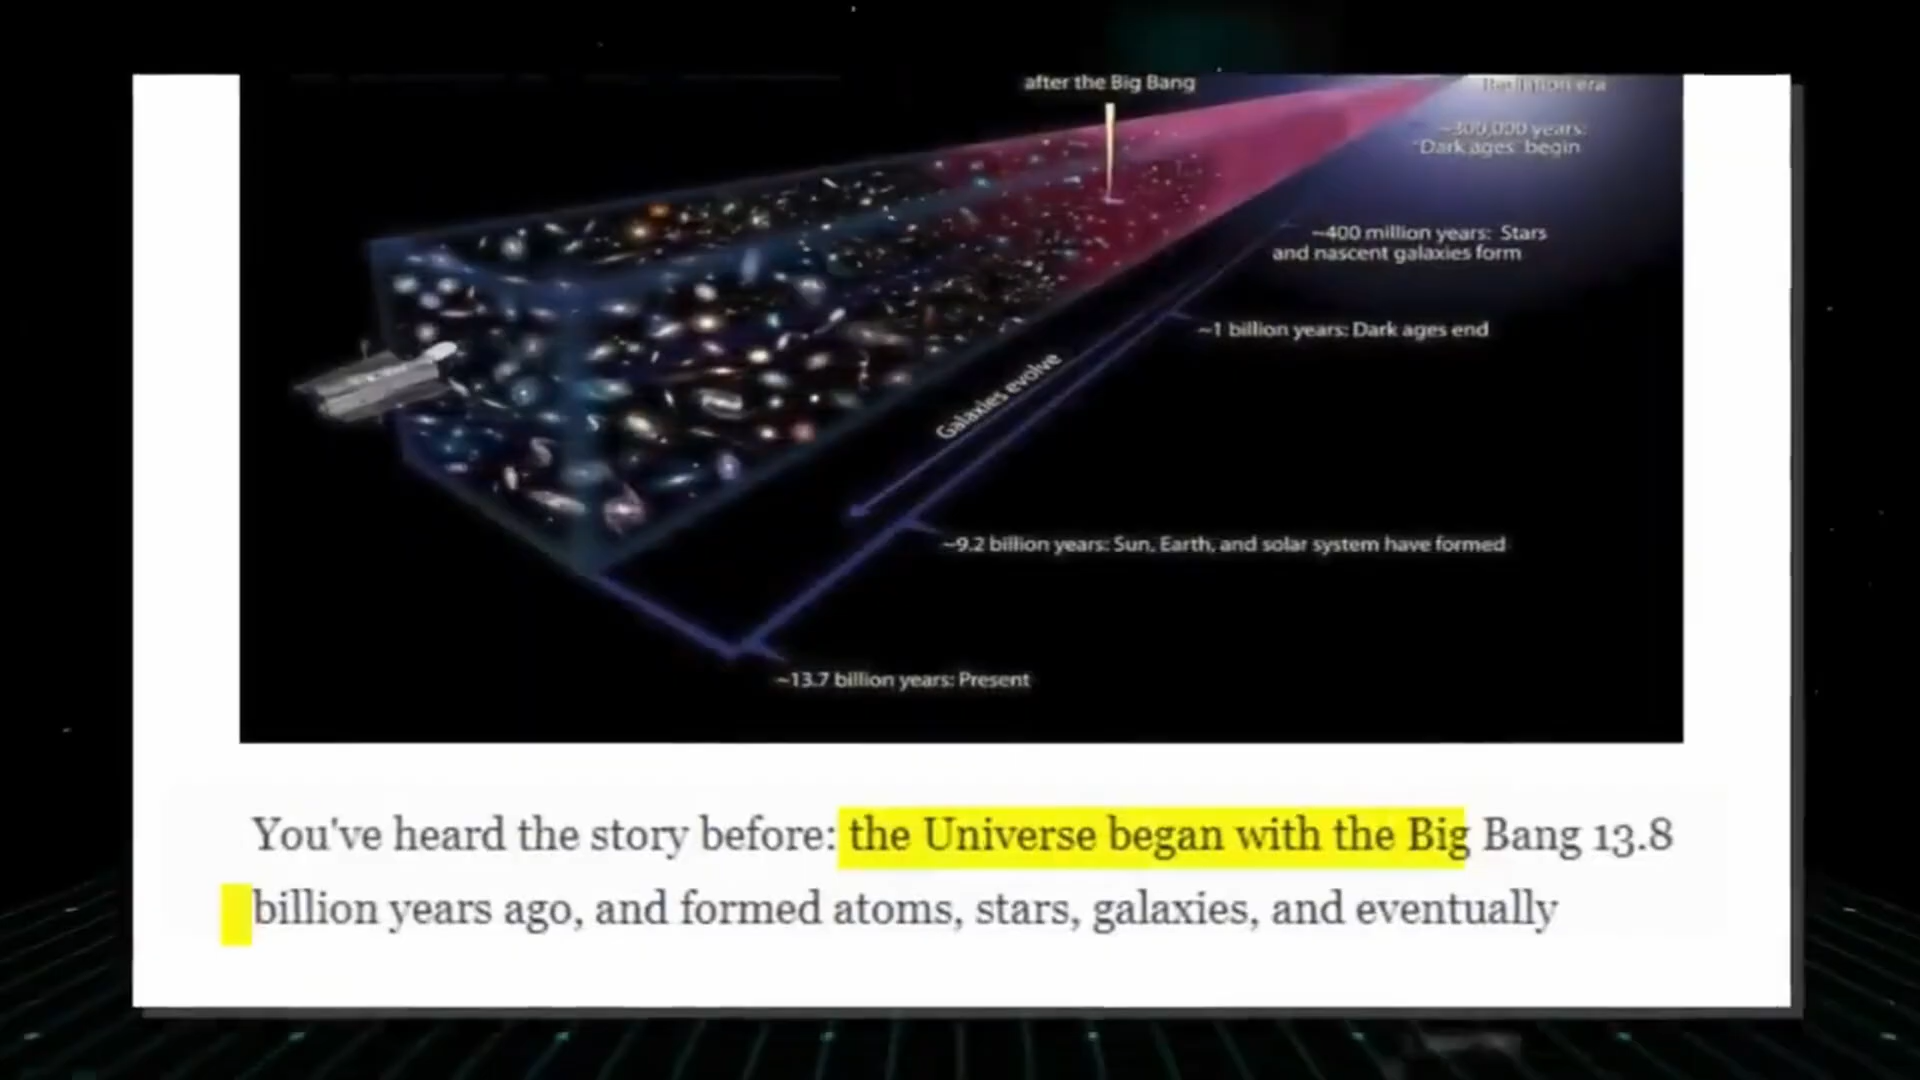 after the Big Bang
Radiation era
~300,000 years:
"Dark ages" begin
~400 million years: Stars
and nascent galaxies form
~1 billion years: Dark ages end
Galaxies evolve
~9.2 billion years: Sun, Earth, and solar system have formed
~13.7 billion years: Present
You've heard the story before: the Universe began with the Big Bang 13.8
billion years ago, and formed atoms, stars, galaxies, and eventually